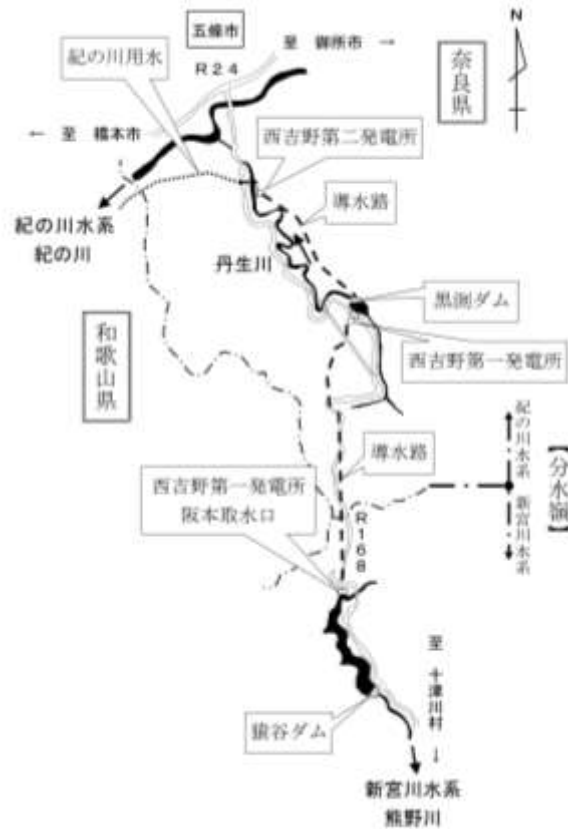 五條市
至 御所市 →
N
紀の川用水
R24
奈良県
← 至 橋本市
西吉野第二発電所
導水路
紀の川水系
紀の川
丹生川
黒渕ダム
和歌山県
西吉野第一発電所
紀の川水系
【分水嶺】
新宮川水系
導水路
西吉野第一発電所
阪本取水口
R168
至 十津川村 →
猿谷ダム
新宮川水系
熊野川